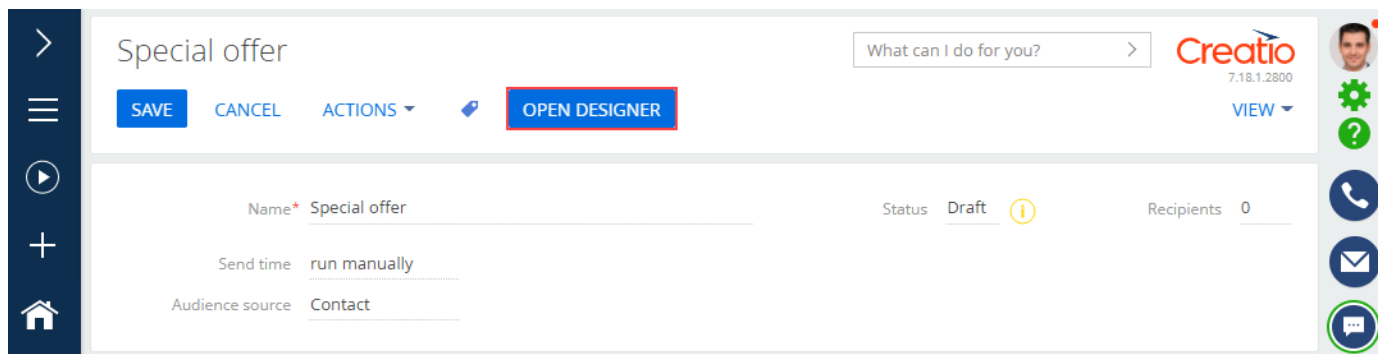 Special offer
What can I do for you?
Creatio
7.18.1.2800
SAVE CANCEL ACTIONS OPEN DESIGNER VIEW
Name* Special offer Status Draft Recipients 0
Send time run manually
Audience source Contact